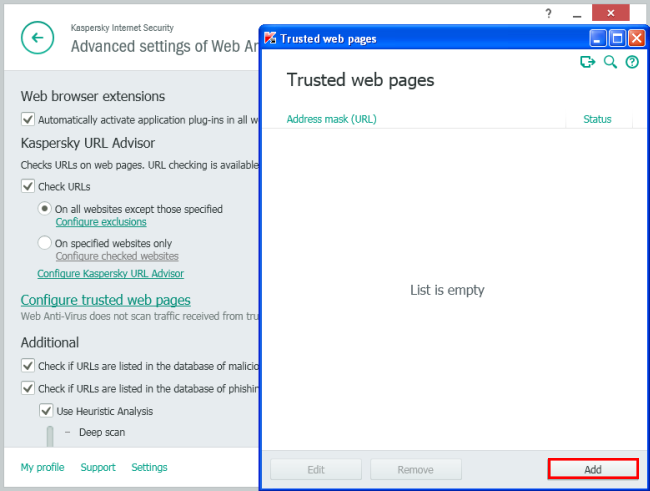 Kaspersky Internet Security
Advanced settings of Web
Web browser extensions
Automatically activate application plug-ins in all
Kaspersky URL Advisor
Checks URLs on web pages. URL checking is available
Check URLs
On all websites except those specified
Configure exclusions
On specified websites only
Configure checked websites
Configure Kaspersky URL Advisor
Configure trusted web pages
Web Anti-Virus does not scan traffic received from
Additional
Check if URLs are listed in the database of
Check if URLs are listed in the database of
Use Heuristic Analysis
Deep scan
My profile Support Settings
Trusted web pages
Trusted web pages
Address mask (URL) Status
List is empty
Edit Remove Add